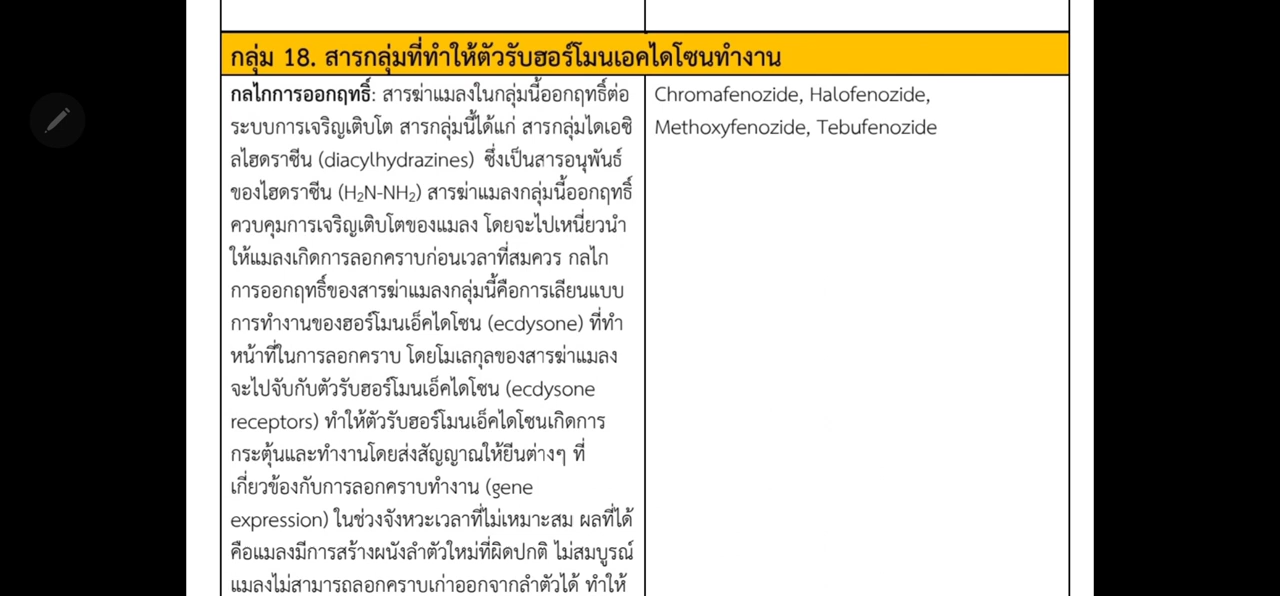 กลุ่ม 18. สารกลุ่มที่ทำให้ตัวรับฮอร์โมนเอคไดโซนทำงาน
กลไกการออกฤทธิ์: สารฆ่าแมลงในกลุ่มนี้ออกฤทธิ์ต่อ
ระบบการเจริญเติบโต สารกลุ่มนี้ได้แก่ สารกลุ่มไดเอซิ
ลไฮดราซีน (diacylhydrazines) ซึ่งเป็นสารอนุพันธ์
ของไฮดราซีน (H₂N-NH₂) สารฆ่าแมลงกลุ่มนี้ออกฤทธิ์
ควบคุมการเจริญเติบโตของแมลง โดยจะไปเหนี่ยวนำ
ให้แมลงเกิดการลอกคราบก่อนเวลาที่สมควร กลไก
การออกฤทธิ์ของสารฆ่าแมลงกลุ่มนี้คือการเลียนแบบ
การทำงานของฮอร์โมนเอ็คไดโซน (ecdysone) ที่ทำ
หน้าที่ในการลอกคราบ โดยโมเลกุลของสารฆ่าแมลง
จะไปจับกับตัวรับฮอร์โมนเอ็คไดโซน (ecdysone
receptors) ทำให้ตัวรับฮอร์โมนเอ็คไดโซนเกิดการ
กระตุ้นและทำงานโดยส่งสัญญาณให้ยีนต่างๆ ที่
เกี่ยวข้องกับการลอกคราบทำงาน (gene
expression) ในช่วงจังหวะเวลาที่ไม่เหมาะสม ผลที่ได้
คือแมลงมีการสร้างผนังลำตัวใหม่ที่ผิดปกติ ไม่สมบูรณ์
แมลงไม่สามารถลอกคราบเก่าออกจากลำตัวได้ ทำให้
Chromafenozide, Halofenozide,
Methoxyfenozide, Tebufenozide